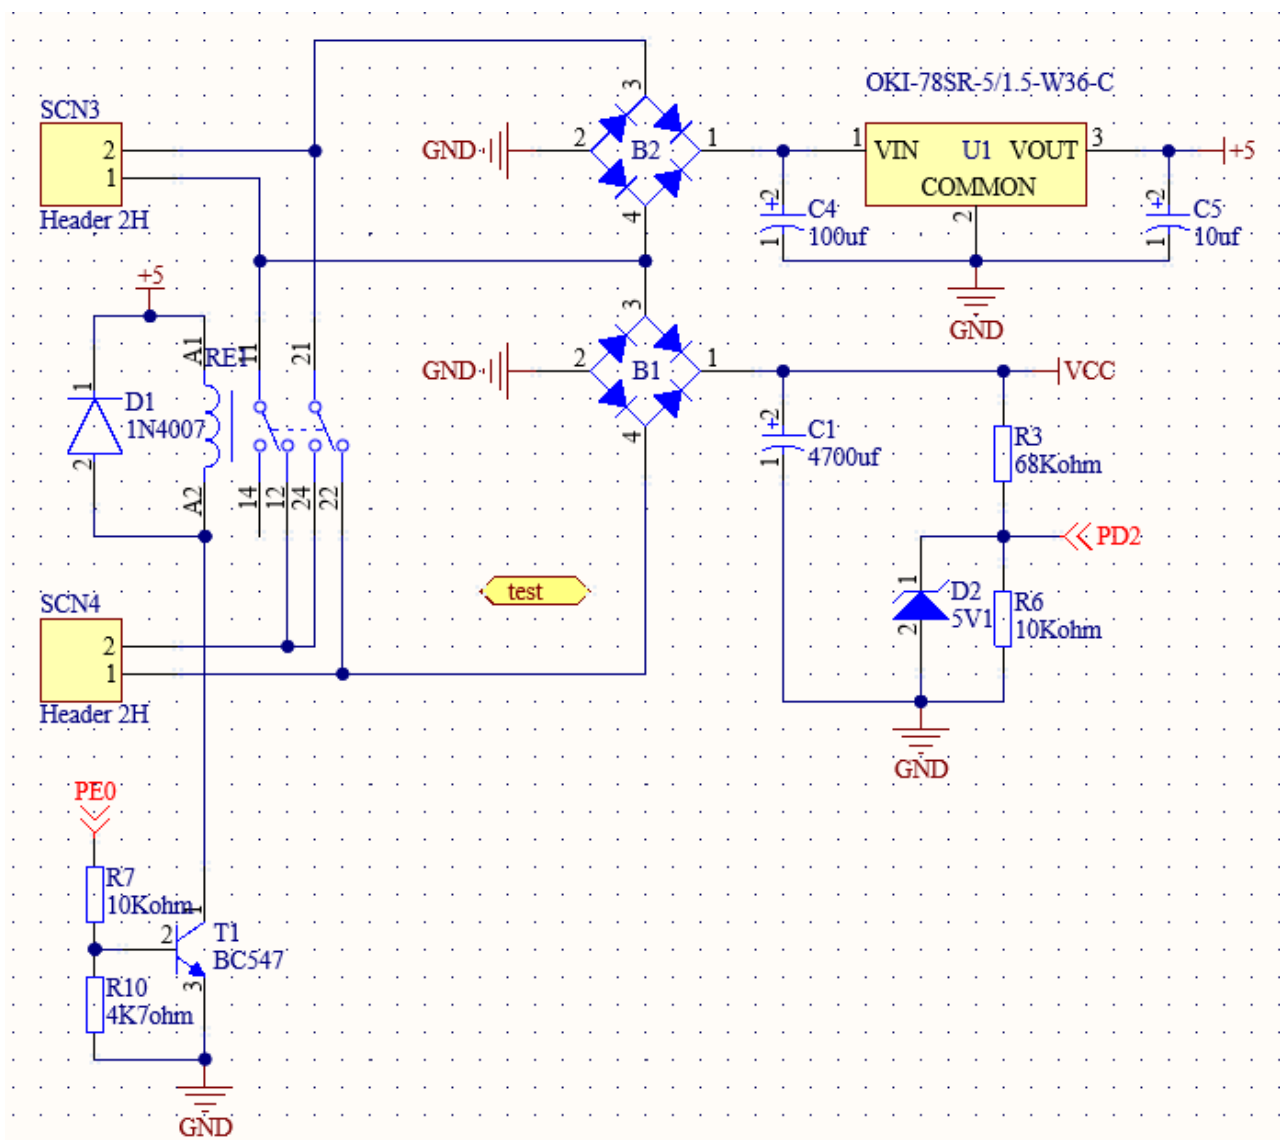 OKI-78SR-5/1.5-W36-C
SCN3
2
1
Header 2H
3
GND
2
B2
1
4
1
VIN
U1
VOUT
3
COMMON
2
+5
+2
C4
100uf
1
+2
C5
10uf
1
GND
+5
A1
RE1
11
21
1
D1
1N4007
2
A2
14
12
24
22
3
GND
2
B1
1
4
VCC
+2
C1
4700uf
1
R3
68Kohm
PD2
1
D2
5V1
2
R6
10Kohm
GND
test
SCN4
2
1
Header 2H
PE0
R7
10Kohm
1
2
T1
BC547
3
R10
4K7ohm
GND